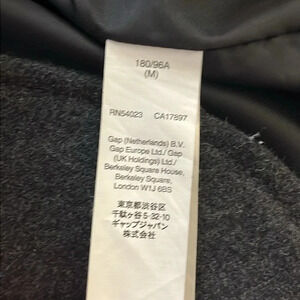 180/96A
(M)
RN54023 CA17897
Gap (Netherlands) B.V.
Gap Europe Ltd./ Gap
(UK Holdings) Ltd./
Berkeley Square House,
Berkeley Square,
London W1J 6BS
東京都渋谷区
千駄ヶ谷5-32-10
ギャップジャパン
株式会社